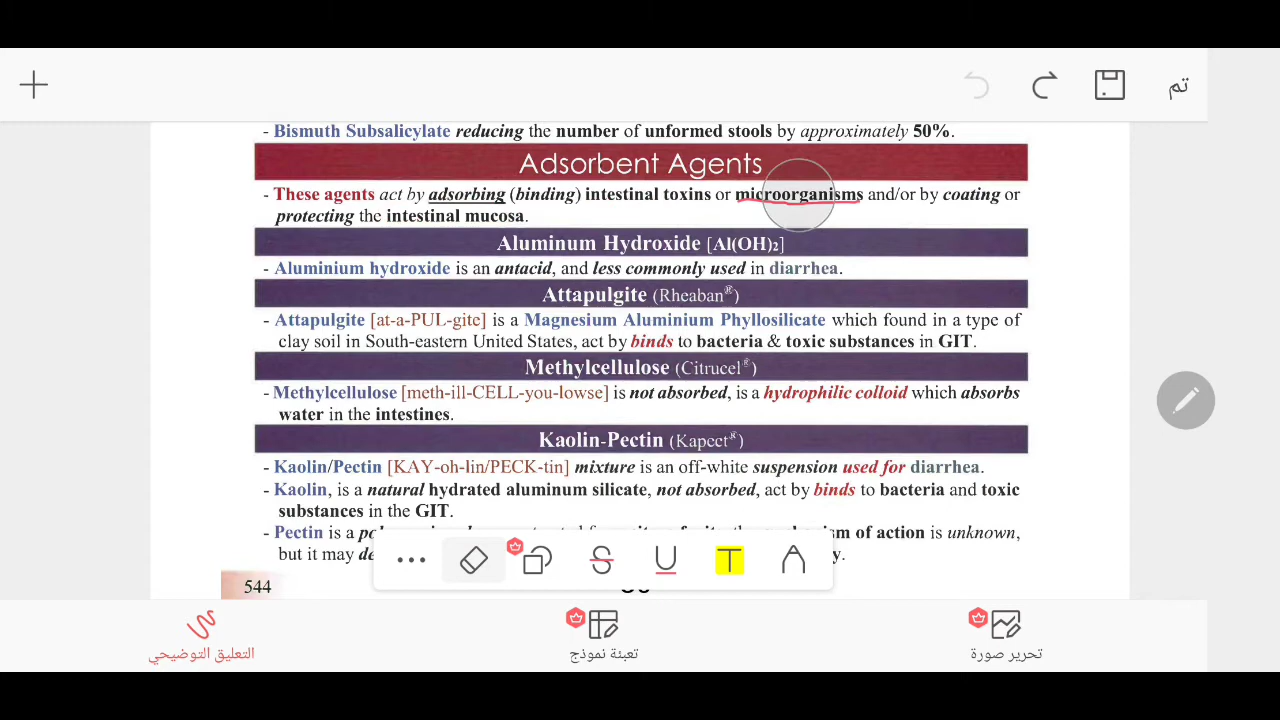 تم
- Bismuth Subsalicylate reducing the number of unformed stools by approximately 50%.
Adsorbent Agents
- These agents act by adsorbing (binding) intestinal toxins or microorganisms and/or by coating or
protecting the intestinal mucosa.
Aluminum Hydroxide [Al(OH)₂]
- Aluminium hydroxide is an antacid, and less commonly used in diarrhea.
Attapulgite (Rheaban®)
- Attapulgite [at-a-PUL-gite] is a Magnesium Aluminium Phyllosilicate which found in a type of
clay soil in South-eastern United States, act by binds to bacteria & toxic substances in GIT.
Methylcellulose (Citrucel®)
- Methylcellulose [meth-ill-CELL-you-lowse] is not absorbed, is a hydrophilic colloid which absorbs
water in the intestines.
Kaolin-Pectin (Kapect®)
- Kaolin/Pectin [KAY-oh-lin/PECK-tin] mixture is an off-white suspension used for diarrhea.
- Kaolin, is a natural hydrated aluminum silicate, not absorbed, act by binds to bacteria and toxic
substances in the GIT.
- Pectin is a of action is unknown,
but it may
544
التعليق التوضيحي
تعبئة نموذج
تحرير صورة